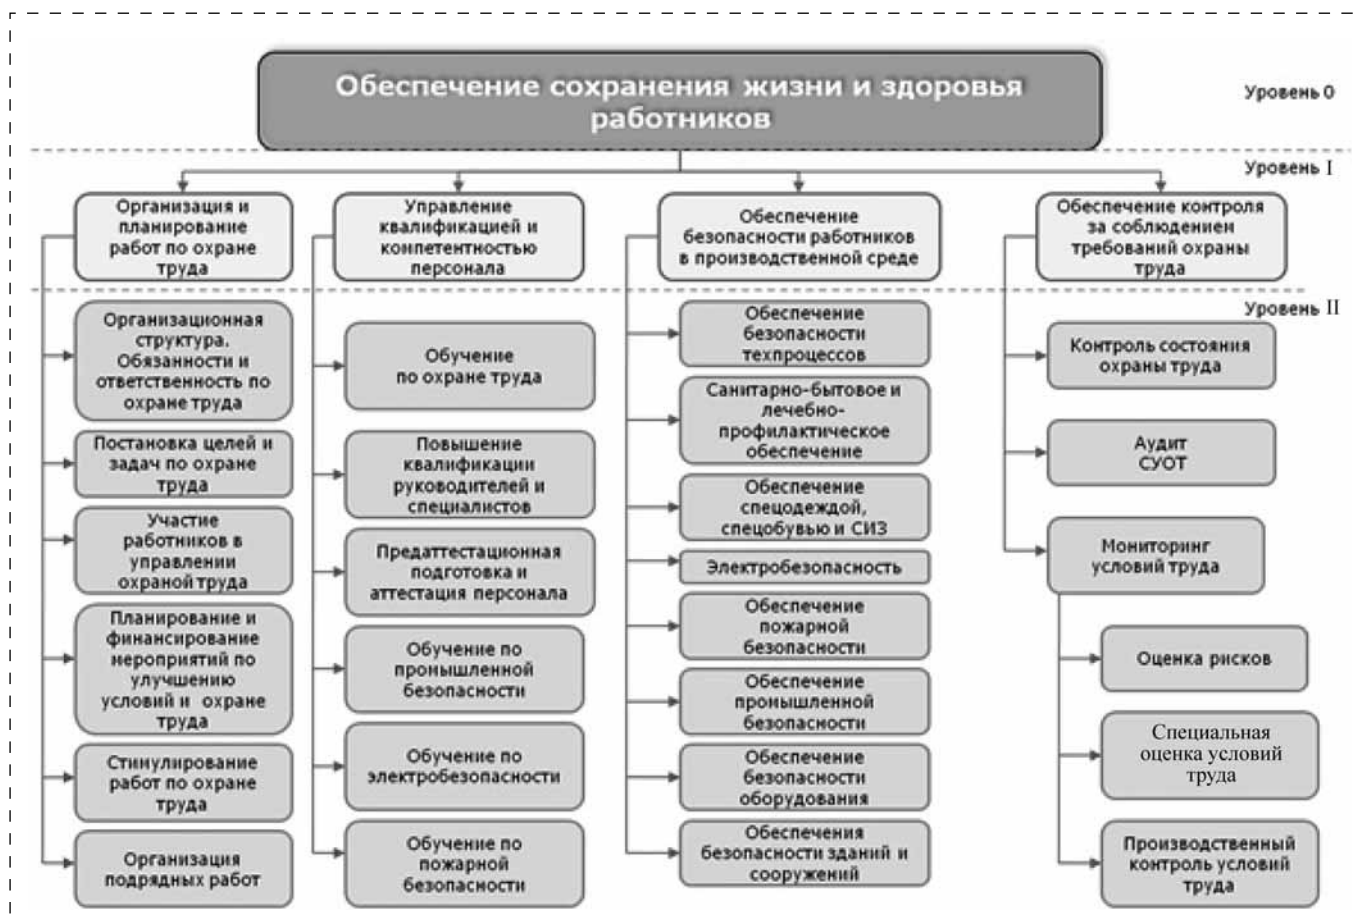 Обеспечение сохранения жизни и здоровья
работников
Уровень 0
Уровень I
Организация и
планирование
работ по охране
труда
Управление
квалификацией и
компетентностью
персонала
Обеспечение
безопасности работников
в производственной среде
Обеспечение контроля
за соблюдением
требований охраны
труда
Уровень II
Организационная
структура.
Обязанности и
ответственность по
охране труда
Постановка целей и
задач по охране
труда
Участие
работников в
управлении
охраной труда
Планирование и
финансирование
мероприятий по
улучшению
условий и охране
труда
Стимулирование
работ по охране
труда
Организация
подрядных работ
Обучение
по охране труда
Повышение
квалификации
руководителей и
специалистов
Предаттестационная
подготовка и
аттестация персонала
Обучение по
промышленной
безопасности
Обучение по
электробезопасности
Обучение по
пожарной
безопасности
Обеспечение
безопасности
техпроцессов
Санитарно-бытовое и
лечебно-
профилактическое
обеспечение
Обеспечение
спецодеждой,
спецобувью и СИЗ
Электробезопасность
Обеспечение
пожарной
безопасности
Обеспечение
промышленной
безопасности
Обеспечение
безопасности
оборудования
Обеспечения
безопасности зданий и
сооружений
Контроль состояния
охраны труда
Аудит
СУОТ
Мониторинг
условий труда
Оценка рисков
Специальная
оценка условий
труда
Производственный
контроль условий
труда